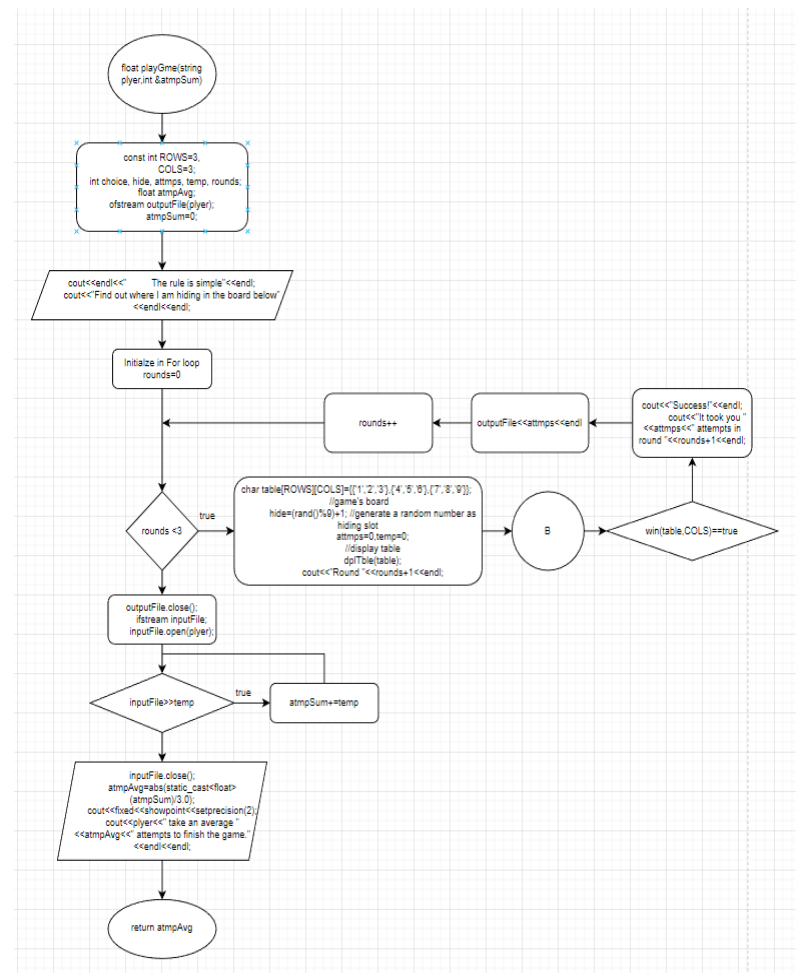 float playGme(string
plyer,int &atmpSum)
const int ROWS=3,
COLS=3;
int choice, hide, attmps, temp, rounds;
float atmpAvg;
ofstream outputFile(plyer);
atmpSum=0;
cout<<endl<<" The rule is simple"<<endl;
cout<<"Find out where I am hiding in the board below"
<<endl<<endl;
Initialze in For loop
rounds=0
rounds++
outputFile<<attmps<<endl
cout<<"Success!"<<endl;
cout<<"It took you "
<<attmps<<" attempts in
round "<<rounds+1<<endl;
rounds <3
true
char table[ROWS][COLS]={{'1','2','3'},{'4','5','6'},{'7','8','9'}};
//game's board
hide=(rand()%9)+1; //generate a random number as
hiding slot
attmps=0,temp=0;
//display table
dplTble(table);
cout<<"Round "<<rounds+1<<endl;
B
win(table,COLS)==true
outputFile.close();
ifstream inputFile;
inputFile.open(plyer);
inputFile>>temp
true
atmpSum+=temp
inputFile.close();
atmpAvg=abs(static_cast<float>
(atmpSum)/3.0);
cout<<fixed<<showpoint<<setprecision(2);
cout<<plyer<<" take an average "
<<atmpAvg<<" attempts to finish the game."
<<endl<<endl;
return atmpAvg